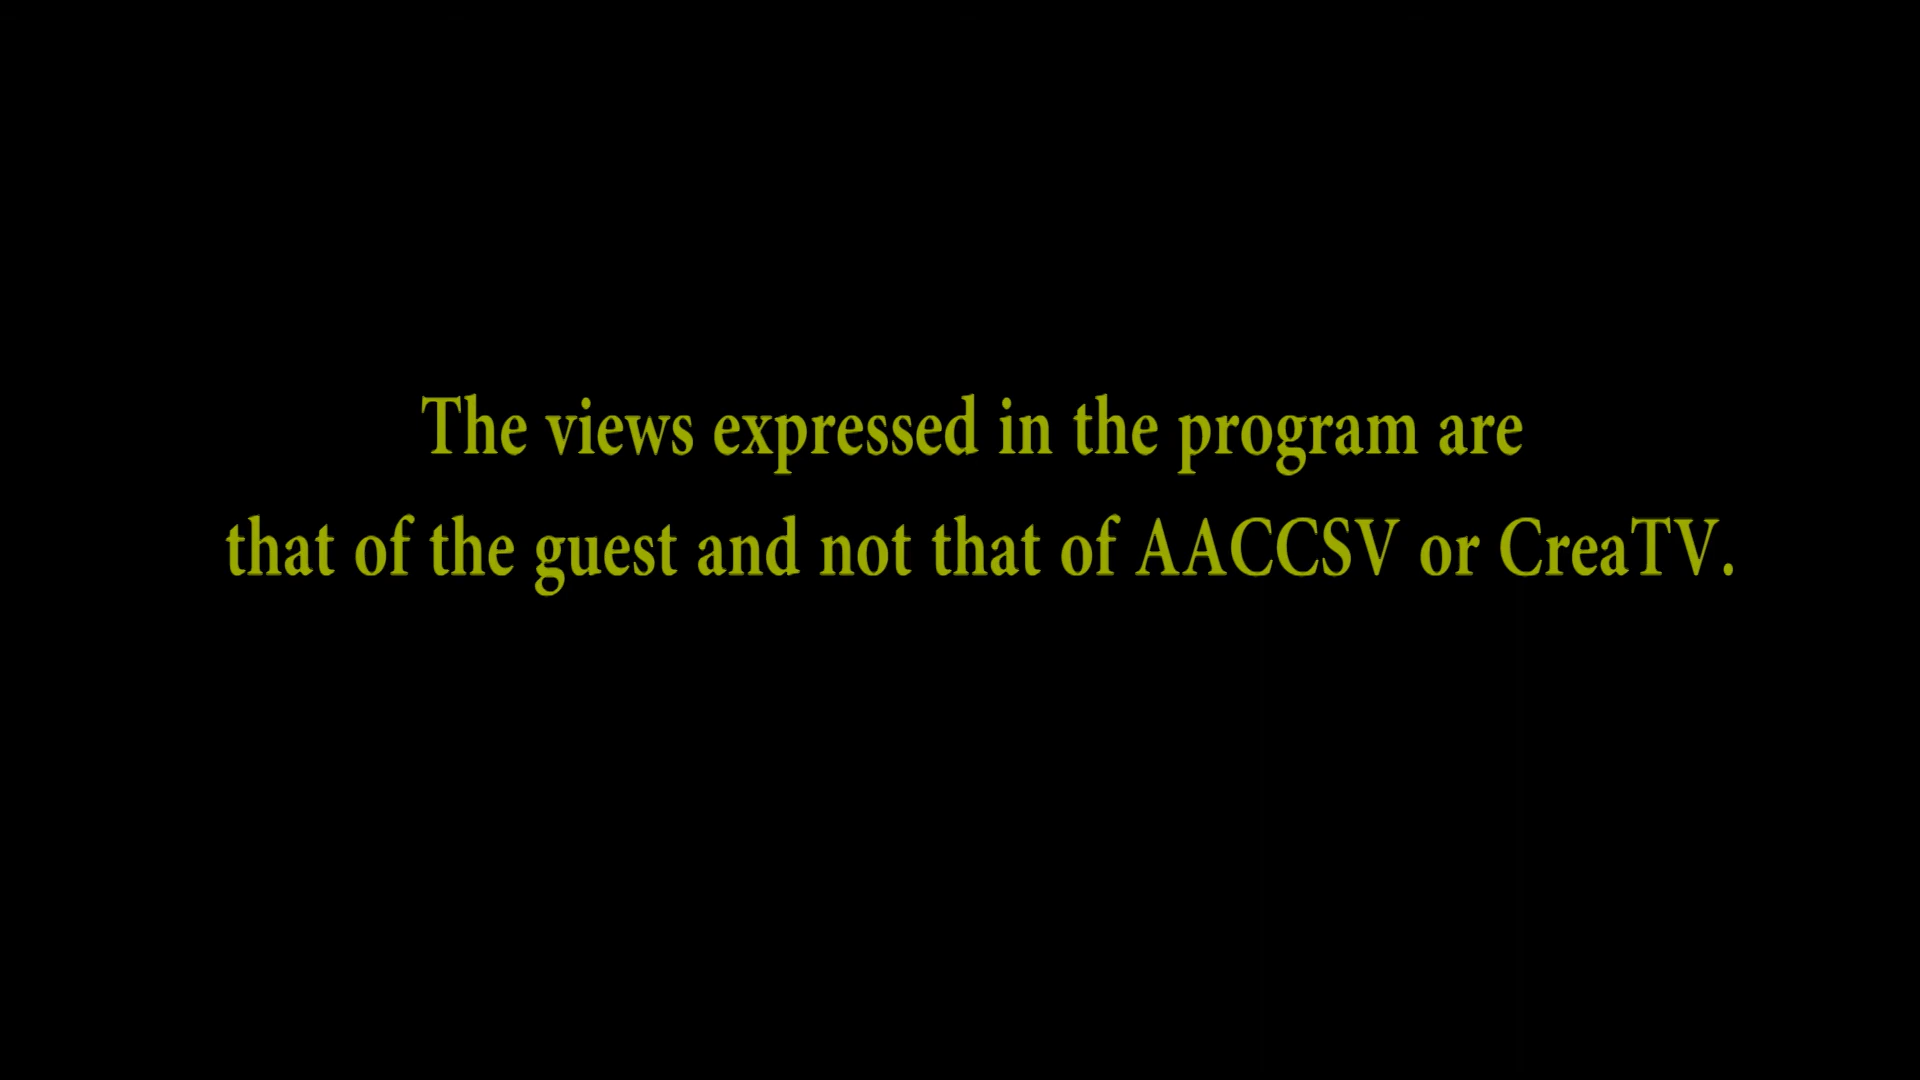 The views expressed in the program are
that of the guest and not that of AACCSV or CreaTV.